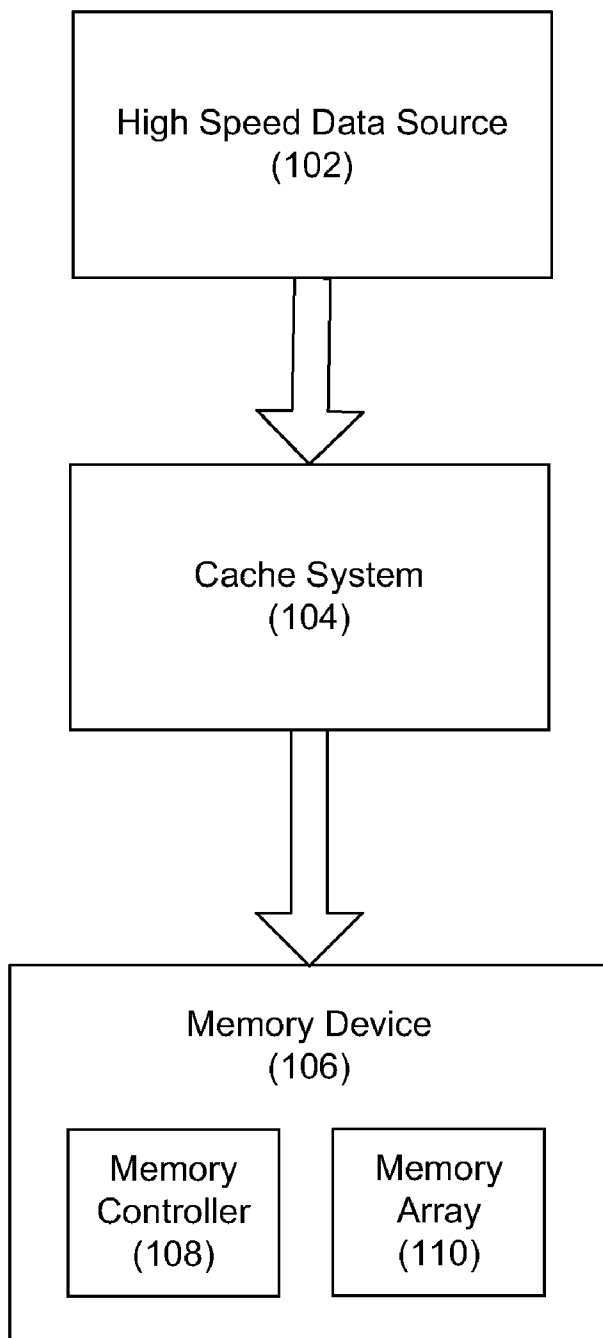 High Speed Data Source
(102)
Cache System
(104)
Memory Device
(106)
Memory
Controller
(108)
Memory
Array
(110)